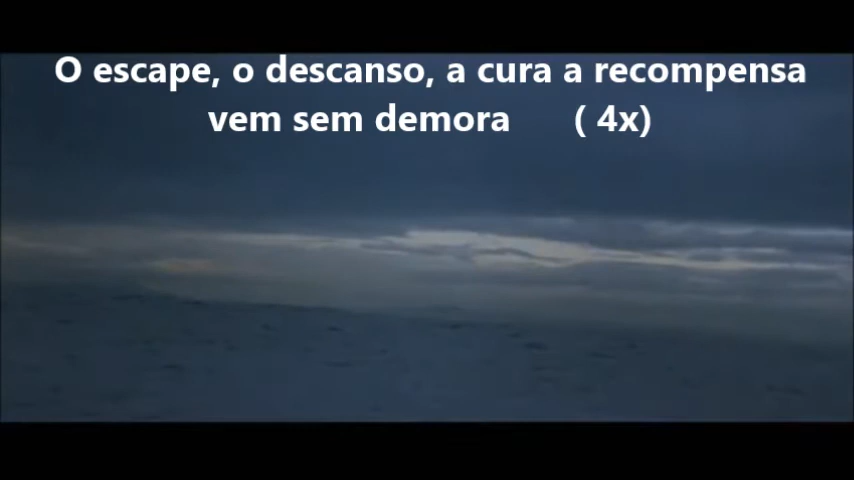 O escape, o descanso, a cura a recompensa
vem sem demora ( 4x)